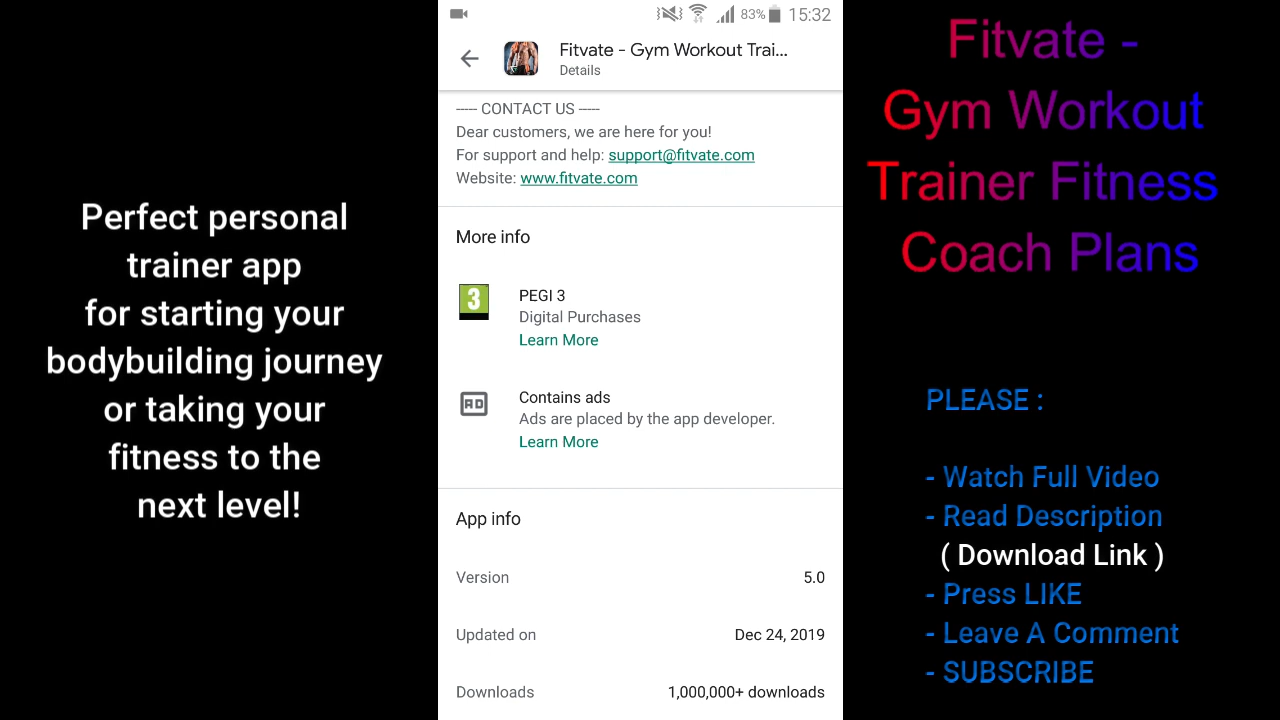 Perfect personal
trainer app
for starting your
bodybuilding journey
or taking your
fitness to the
next level!
83% 15:32
Fitvate - Gym Workout Trai...
Details
----- CONTACT US -----
Dear customers, we are here for you!
For support and help: support@fitvate.com
Website: www.fitvate.com
More info
3
PEGI 3
Digital Purchases
Learn More
AD
Contains ads
Ads are placed by the app developer.
Learn More
App info
Version 5.0
Updated on Dec 24, 2019
Downloads 1,000,000+ downloads
Fitvate -
Gym Workout
Trainer Fitness
Coach Plans
PLEASE :
- Watch Full Video
- Read Description
( Download Link )
- Press LIKE
- Leave A Comment
- SUBSCRIBE